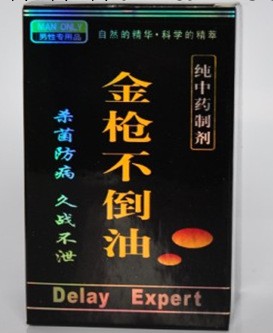 MAN ONLY
男性专用品
自然的精华·科学的精萃
纯中药制剂
金枪不倒油
杀菌防病 久战不泄
Delay Expert